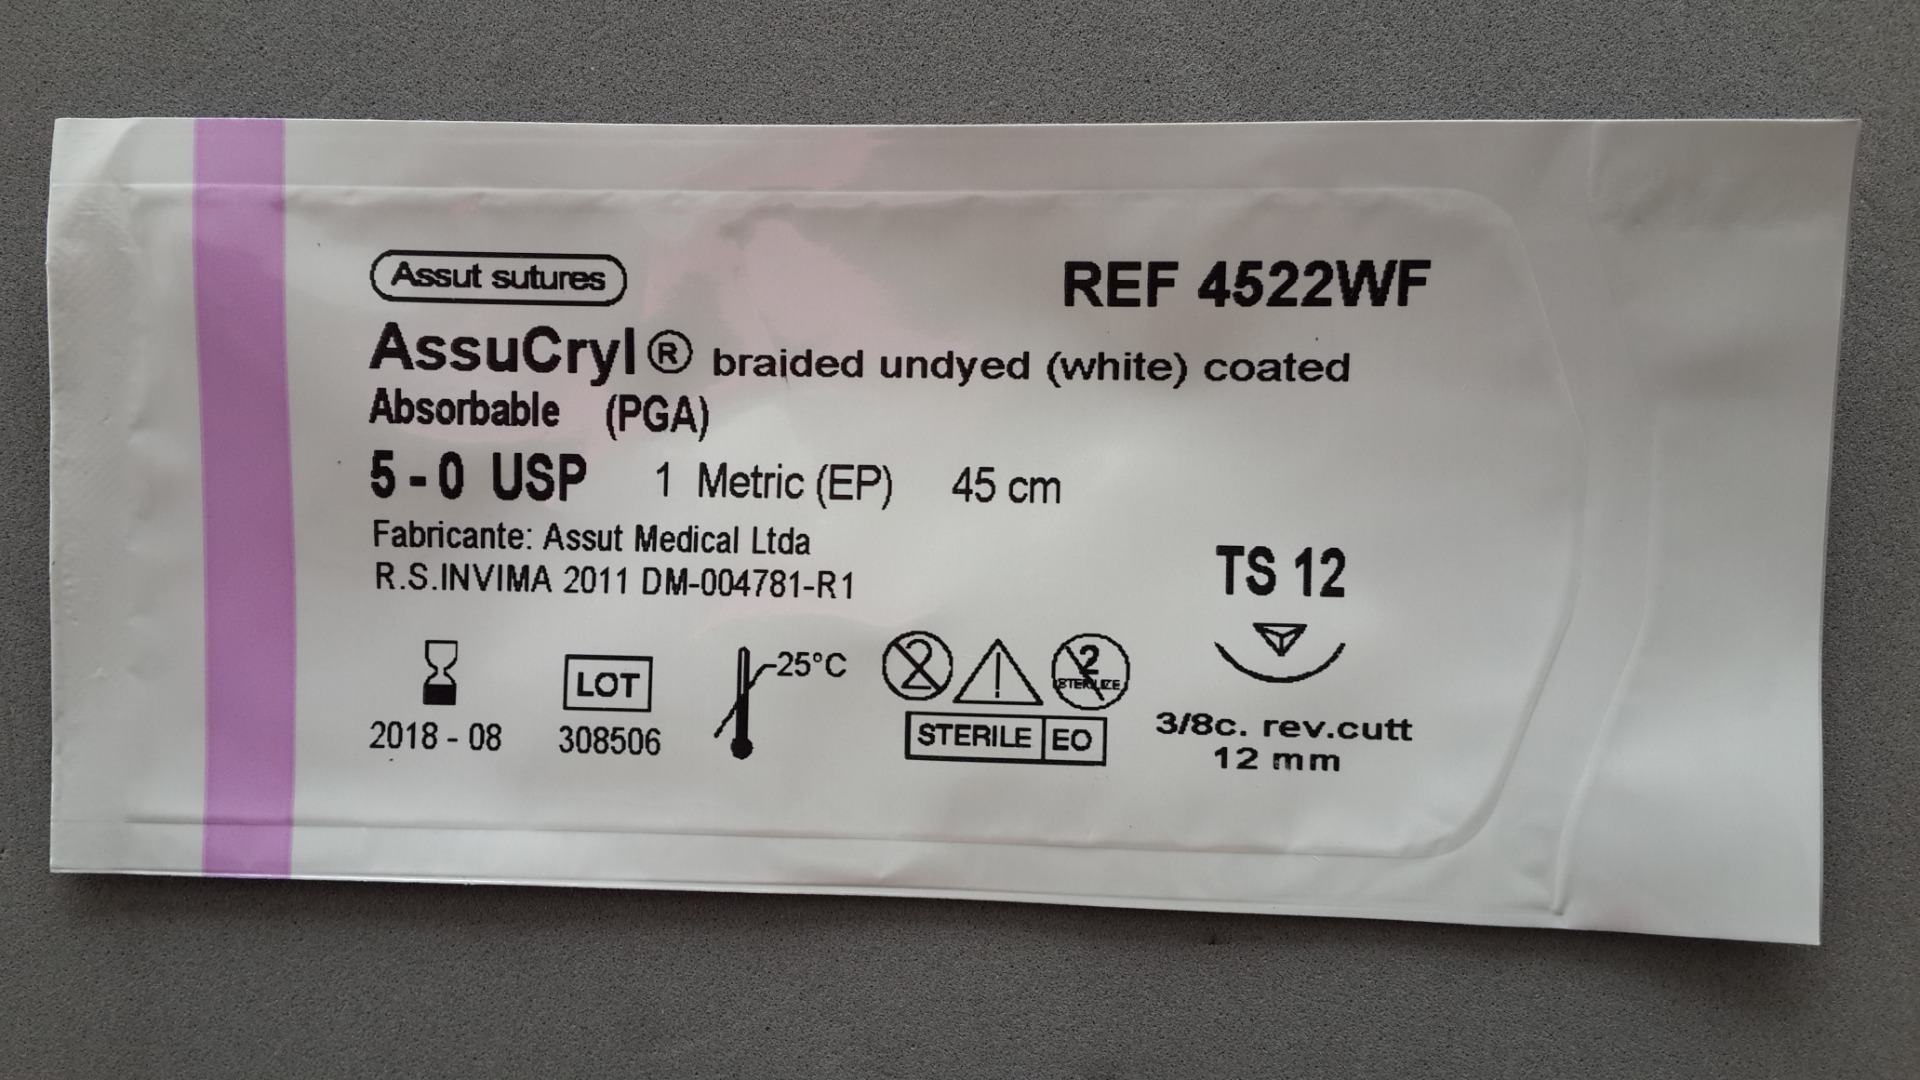 Assut sutures
REF 4522WF
AssuCryl® braided undyed (white) coated
Absorbable (PGA)
5-0 USP 1 Metric (EP) 45 cm
Fabricante: Assut Medical Ltda
R.S.INVIMA 2011 DM-004781-R1
TS 12
25°C
2
2
STERILIZE
LOT
STERILE EO
2018-08
308506
3/8c. rev.cutt
12 mm